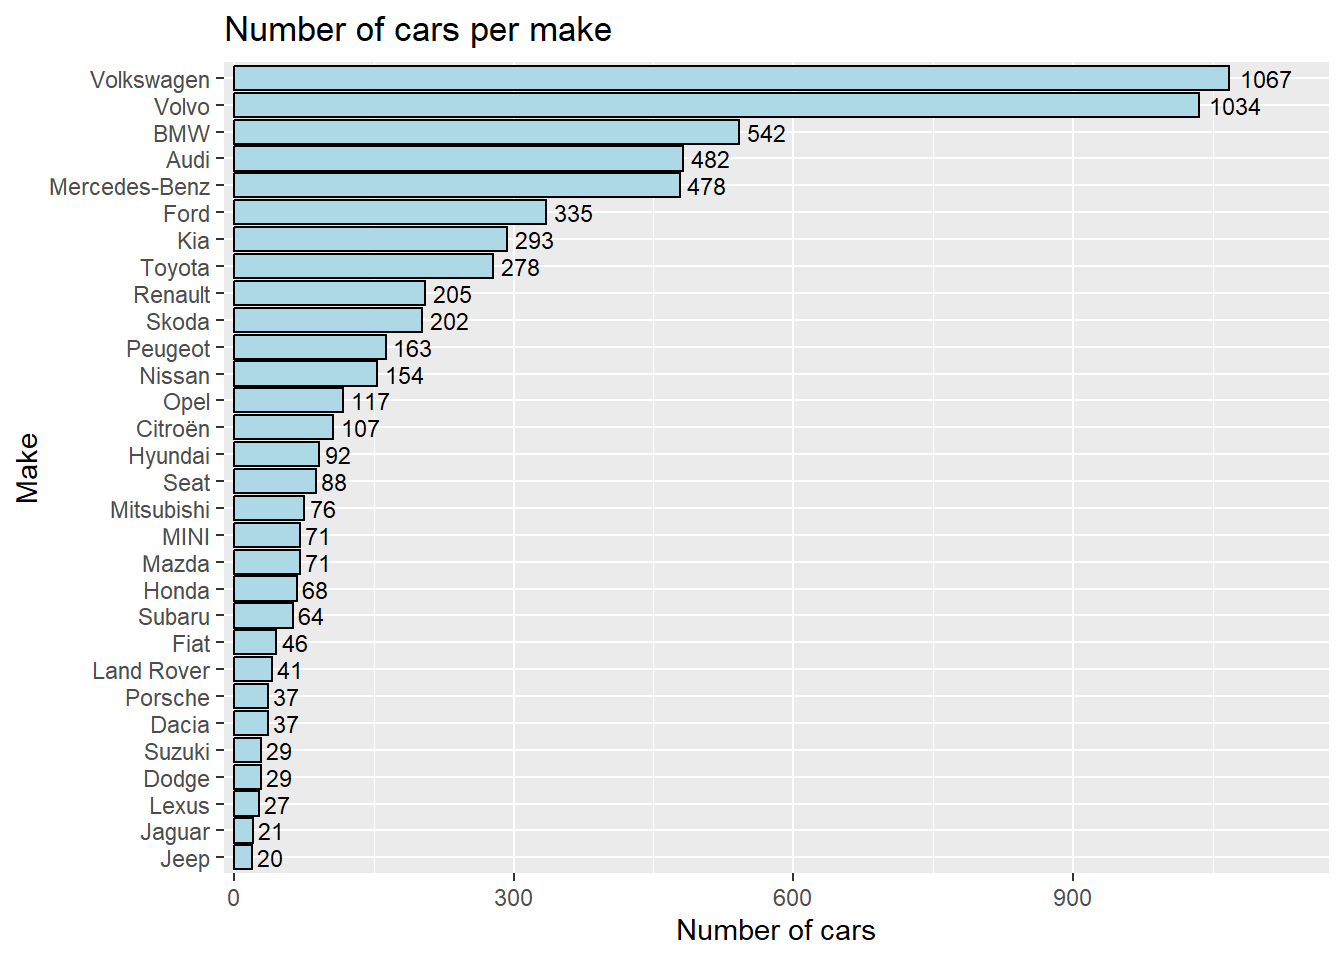 Number of cars per make
Volkswagen 1067
Volvo 1034
BMW 542
Audi 482
Mercedes-Benz 478
Ford 335
Kia 293
Toyota 278
Renault 205
Skoda 202
Peugeot 163
Nissan 154
Opel 117
Citroën 107
Hyundai 92
Seat 88
Mitsubishi 76
MINI 71
Mazda 71
Honda 68
Subaru 64
Fiat 46
Land Rover 41
Porsche 37
Dacia 37
Suzuki 29
Dodge 29
Lexus 27
Jaguar 21
Jeep 20
Make
0 300 600 900
Number of cars